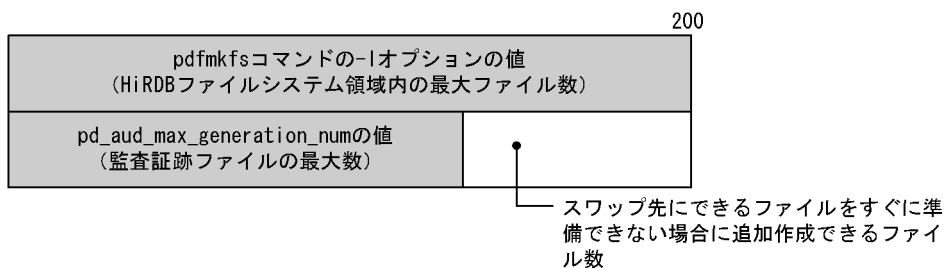 200
pdfmkfsコマンドの-lオプションの値
(HiRDBファイルシステム領域内の最大ファイル数)
pd_aud_max_generation_numの値
(監査証跡ファイルの最大数)
スワップ先にできるファイルをすぐに準
備できない場合に追加作成できるファイ
ル数